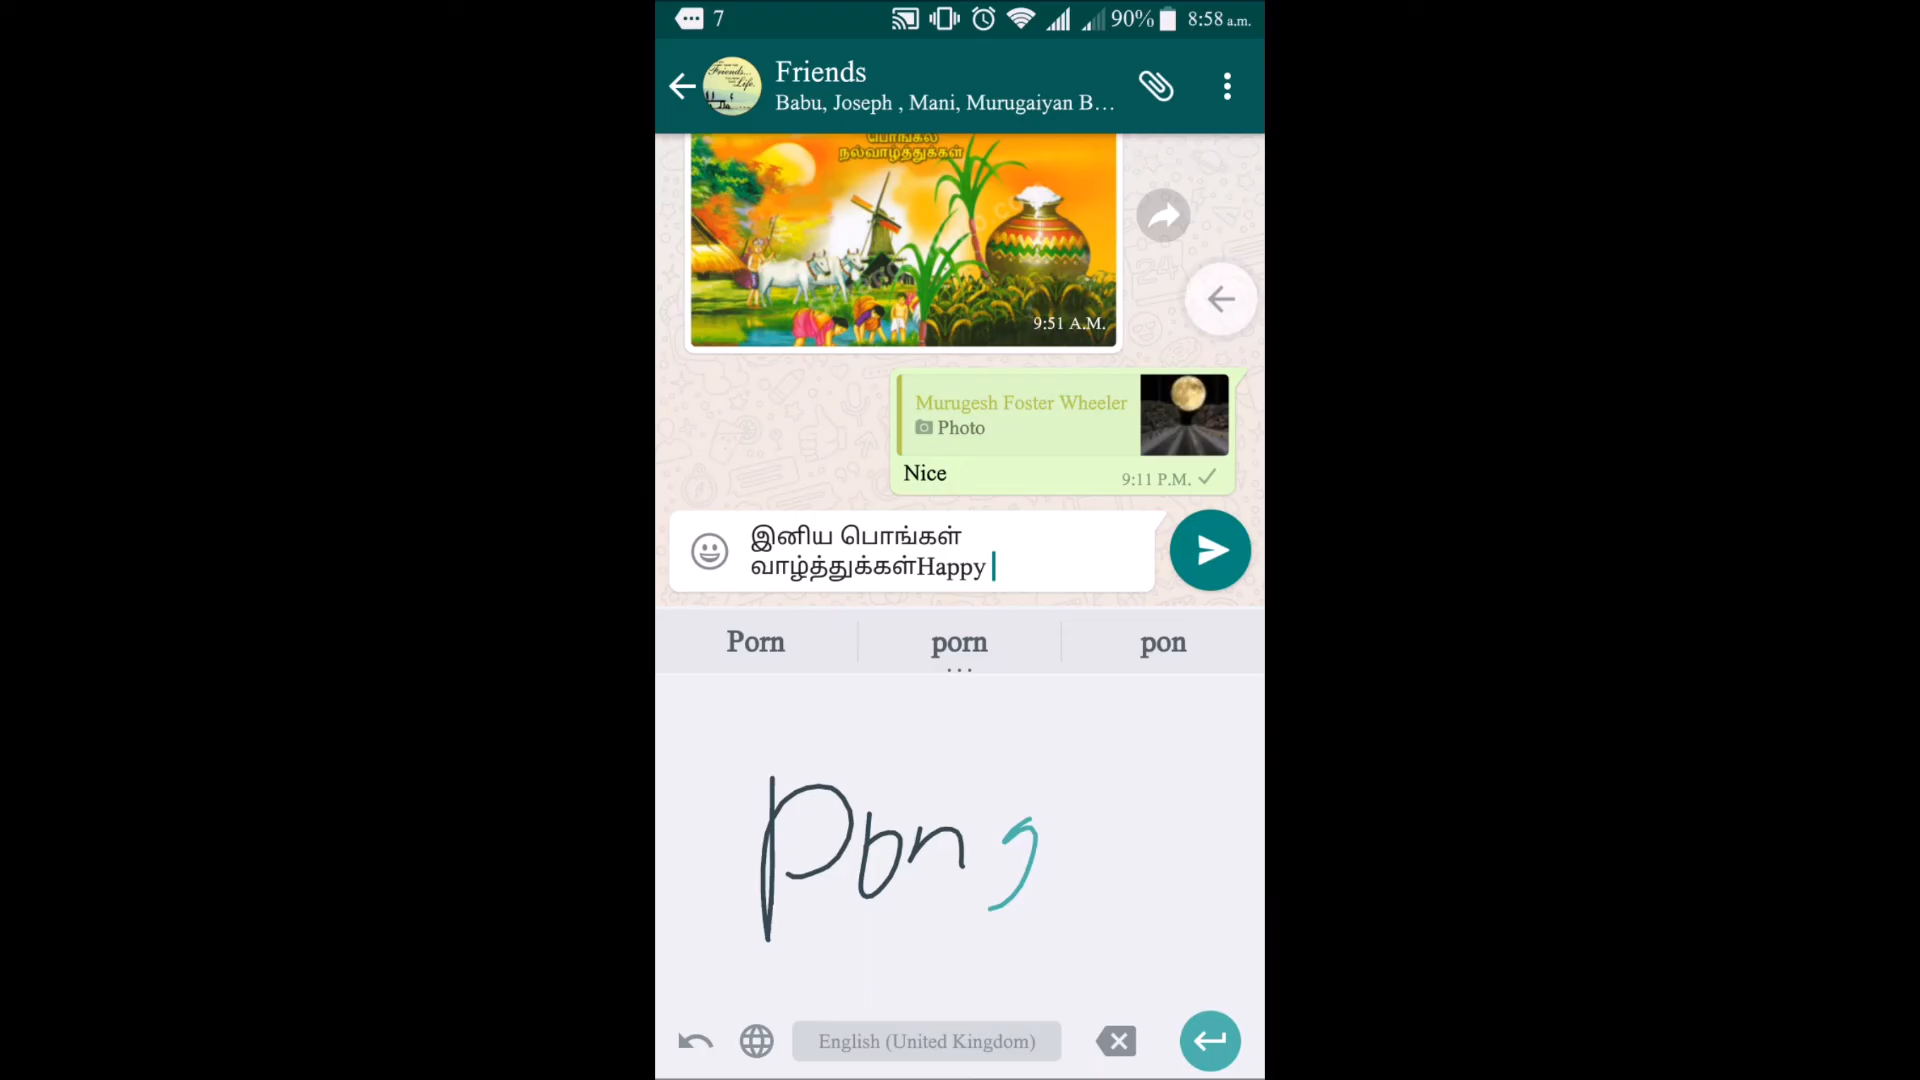 7
90%
8:58 a.m.
Friends
Babu, Joseph , Mani, Murugaiyan B...
பொங்கல்
நல்வாழ்த்துக்கள்
9:51 A.M.
Murugesh Foster Wheeler
Photo
Nice
9:11 P.M.
இனிய பொங்கள்
வாழ்த்துக்கள்Happy
Porn
porn
pon
...
Pon
English (United Kingdom)